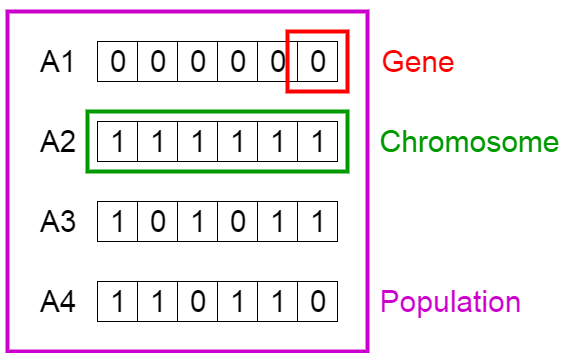 A1 0 0 0 0 0 0 Gene
A2 1 1 1 1 1 1 Chromosome
A3 1 0 1 0 1 1
A4 1 1 0 1 1 0 Population